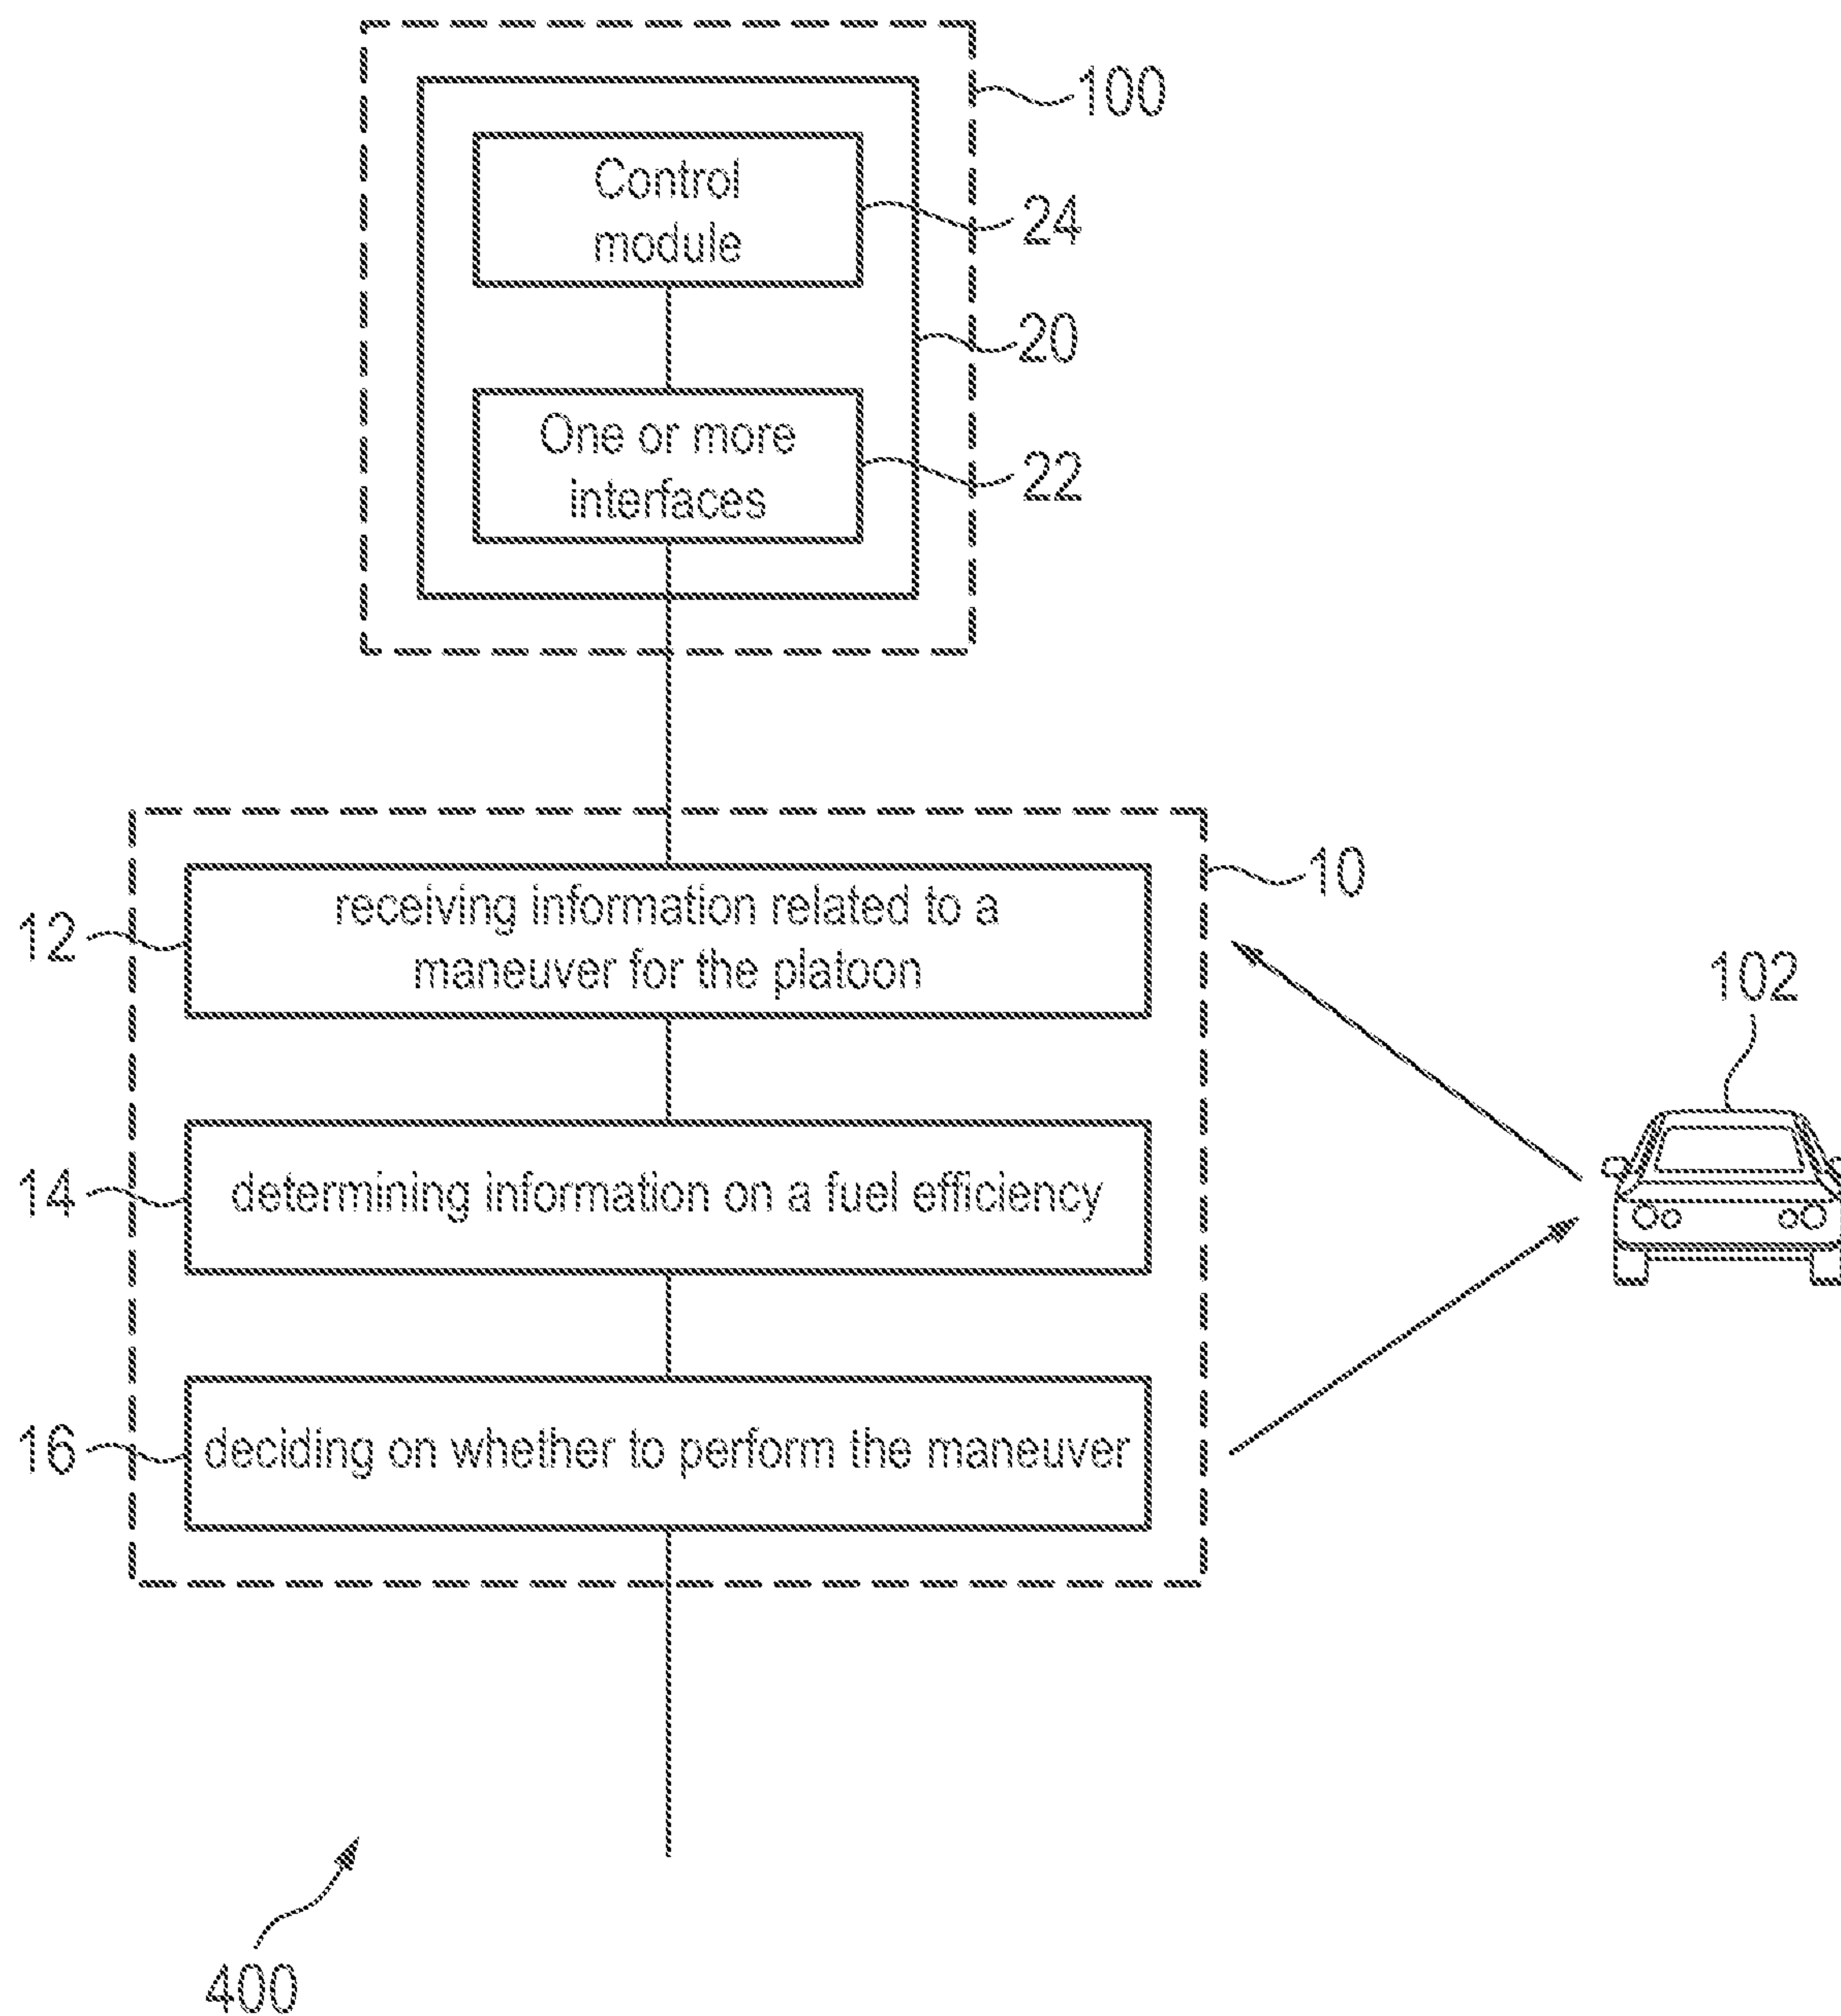 100
Control
module
24
20
One or more
interfaces
22
10
12
receiving information related to a
maneuver for the platoon
102
14
determining information on a fuel efficiency
16
deciding on whether to perform the maneuver
400